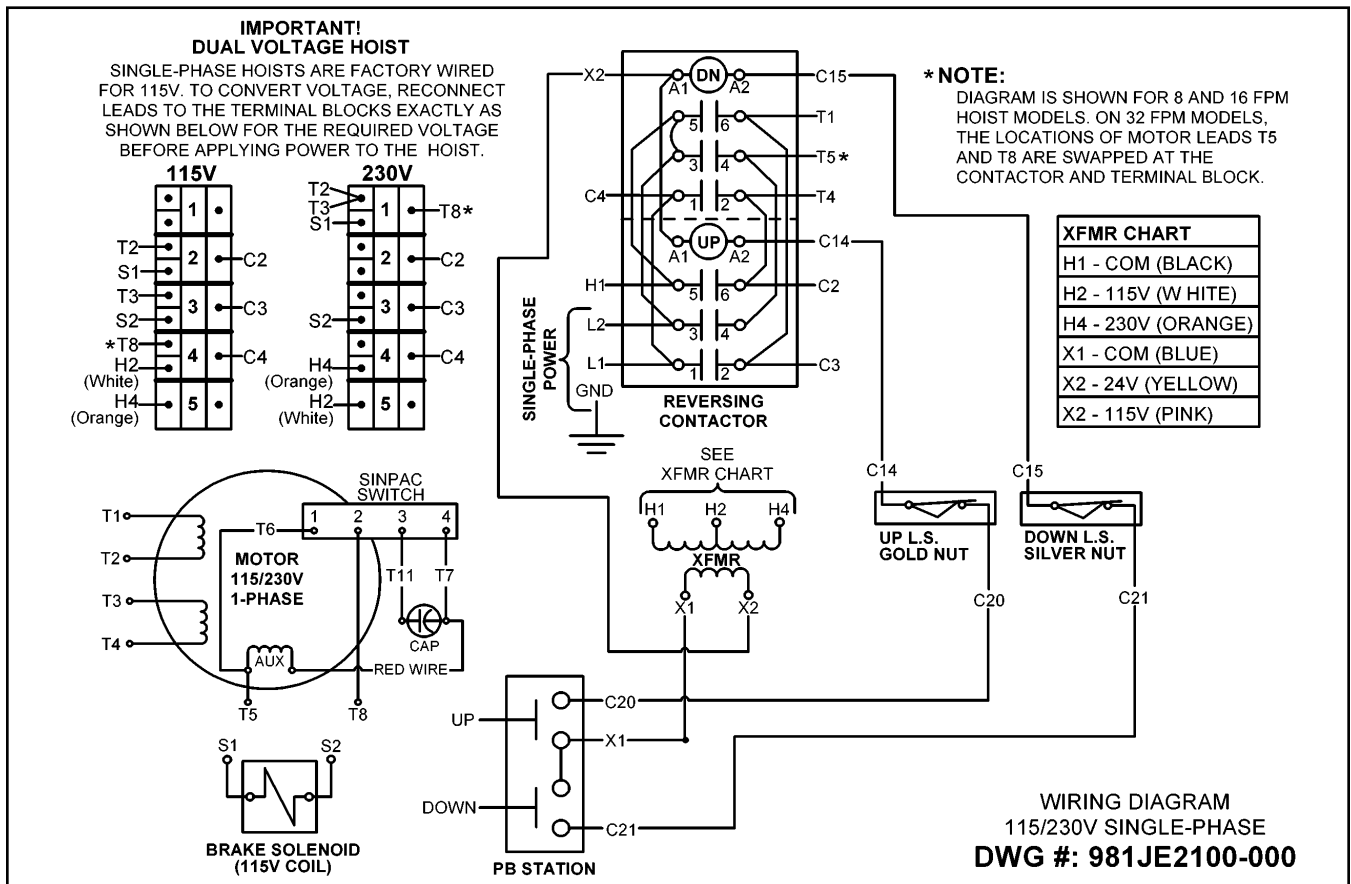 IMPORTANT!
DUAL VOLTAGE HOIST
SINGLE-PHASE HOISTS ARE FACTORY WIRED
FOR 115V. TO CONVERT VOLTAGE, RECONNECT
LEADS TO THE TERMINAL BLOCKS EXACTLY AS
SHOWN BELOW FOR THE REQUIRED VOLTAGE
BEFORE APPLYING POWER TO THE HOIST.
115V
1
T2
S1
2
C2
T3
S2
3
C3
*T8
H2
(White)
4
C4
H4
(Orange)
5
230V
T2
T3
S1
1
T8*
2
C2
S2
3
C3
H4
(Orange)
4
C4
H2
(White)
5
X2
A1
DN
A2
C15
5
6
T1
3
4
T5*
C4
1
2
T4
A1
UP
A2
C14
H1
5
6
C2
L2
3
4
L1
1
2
C3
SINGLE-PHASE
POWER
GND
REVERSING
CONTACTOR
*NOTE:
DIAGRAM IS SHOWN FOR 8 AND 16 FPM
HOIST MODELS. ON 32 FPM MODELS,
THE LOCATIONS OF MOTOR LEADS T5
AND T8 ARE SWAPPED AT THE
CONTACTOR AND TERMINAL BLOCK.
XFMR CHART
H1 - COM (BLACK)
H2 - 115V (W HITE)
H4 - 230V (ORANGE)
X1 - COM (BLUE)
X2 - 24V (YELLOW)
X2 - 115V (PINK)
SINPAC
SWITCH
1 2 3 4
T1
T2
T3
T4
T6
MOTOR
115/230V
1-PHASE
T11
T7
CAP
AUX
RED WIRE
T5
T8
SEE
XFMR CHART
H1 H2 H4
XFMR
X1
X2
C14
C15
UP L.S.
GOLD NUT
DOWN L.S.
SILVER NUT
C20
C21
S1
S2
BRAKE SOLENOID
(115V COIL)
UP
C20
X1
DOWN
C21
PB STATION
WIRING DIAGRAM
115/230V SINGLE-PHASE
DWG #: 981JE2100-000